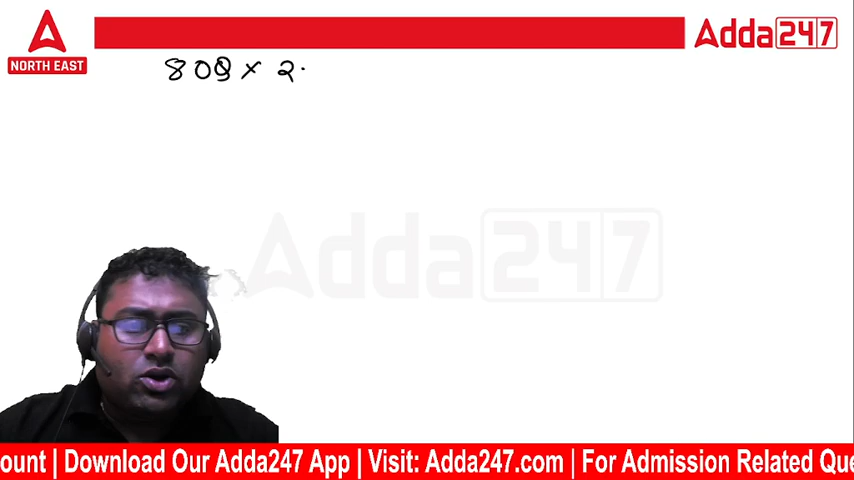 NORTH EAST
Adda247
809 × 2.
Adda247
ount | Download Our Adda247 App | Visit: Adda247.com | For Admission Related Que